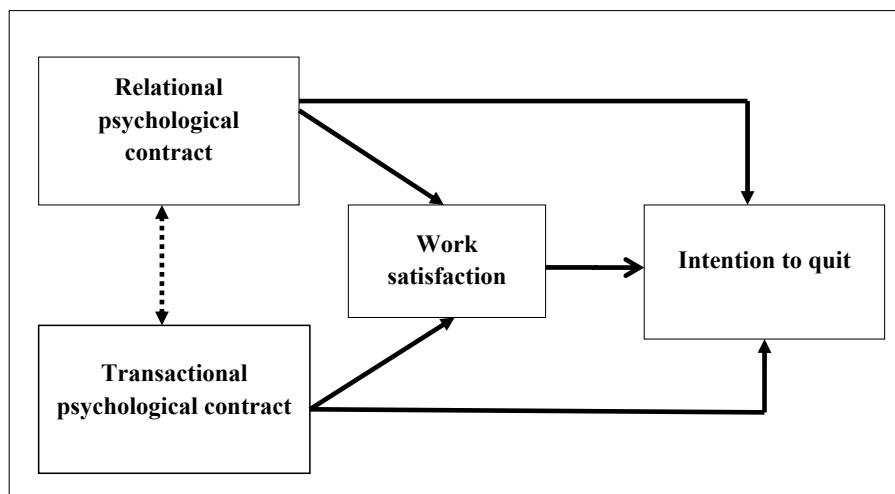 Relational
psychological
contract
Work
satisfaction
Intention to quit
Transactional
psychological contract